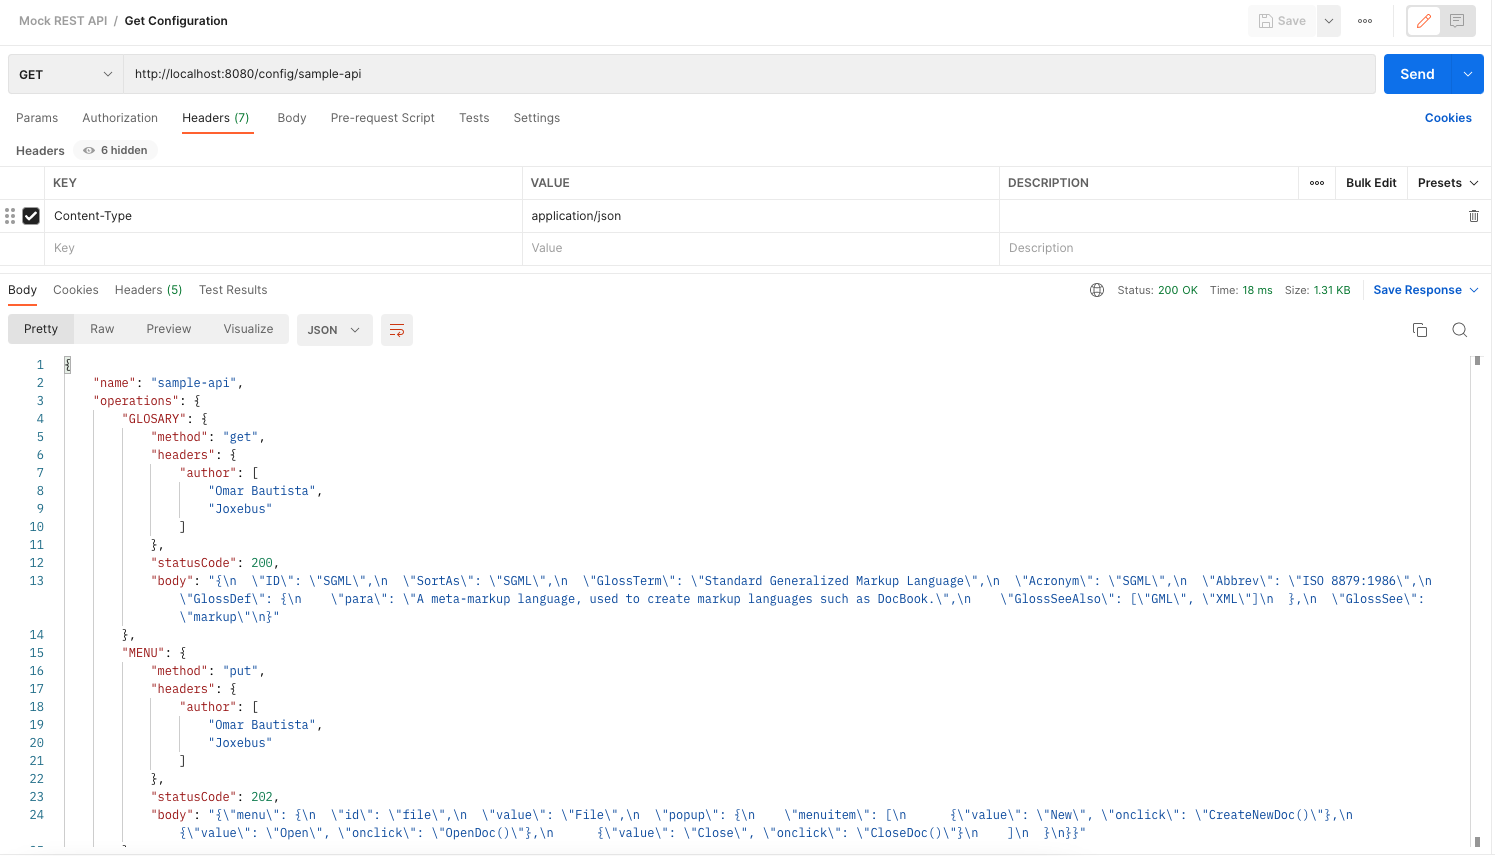 Mock REST API / Get Configuration
Save
GET http://localhost:8080/config/sample-api Send
Params Authorization Headers (7) Body Pre-request Script Tests Settings Cookies
Headers 6 hidden
KEY VALUE DESCRIPTION Bulk Edit Presets
Content-Type application/json
Key Value Description
Body Cookies Headers (5) Test Results Status: 200 OK Time: 18 ms Size: 1.31 KB Save Response
Pretty Raw Preview Visualize JSON
1 {
2 "name": "sample-api",
3 "operations": {
4 "GLOSARY": {
5 "method": "get",
6 "headers": {
7 "author": [
8 "Omar Bautista",
9 "Joxebus"
10 ]
11 },
12 "statusCode": 200,
13 "body": "{\n  \"ID\": \"SGML\",\n  \"SortAs\": \"SGML\",\n  \"GlossTerm\": \"Standard Generalized Markup Language\",\n  \"Acronym\": \"SGML\",\n  \"Abbrev\": \"ISO 8879:1986\",\n
\"GlossDef\": {\n    \"para\": \"A meta-markup language, used to create markup languages such as DocBook.\",\n    \"GlossSeeAlso\": [\"GML\", \"XML\"]\n  },\n  \"GlossSee\":
\"markup\"\n}"
14 },
15 "MENU": {
16 "method": "put",
17 "headers": {
18 "author": [
19 "Omar Bautista",
20 "Joxebus"
21 ]
22 },
23 "statusCode": 202,
24 "body": "{\"menu\": {\n  \"id\": \"file\",\n  \"value\": \"File\",\n  \"popup\": {\n    \"menuitem\": [\n      {\"value\": \"New\", \"onclick\": \"CreateNewDoc()\"},\n
{\"value\": \"Open\", \"onclick\": \"OpenDoc()\"},\n      {\"value\": \"Close\", \"onclick\": \"CloseDoc()\"}\n    ]\n  }\n}}"